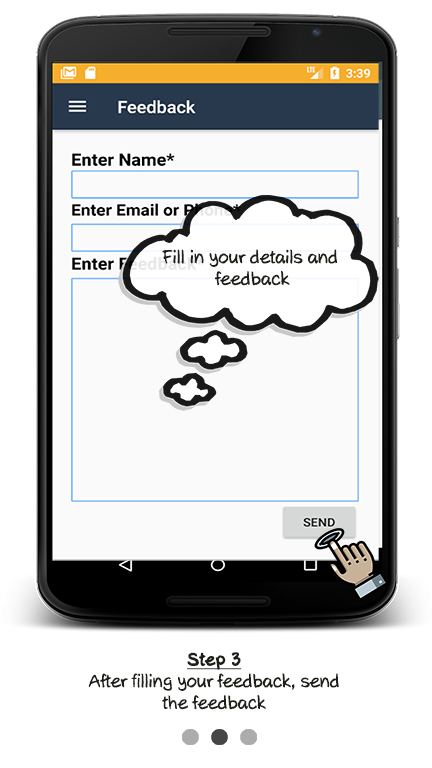 LTE 3:39
Feedback
Enter Name*
Enter Email or Phone*
Enter Feedback
Fill in your details and
feedback
SEND
Step 3
After filling your feedback, send
the feedback